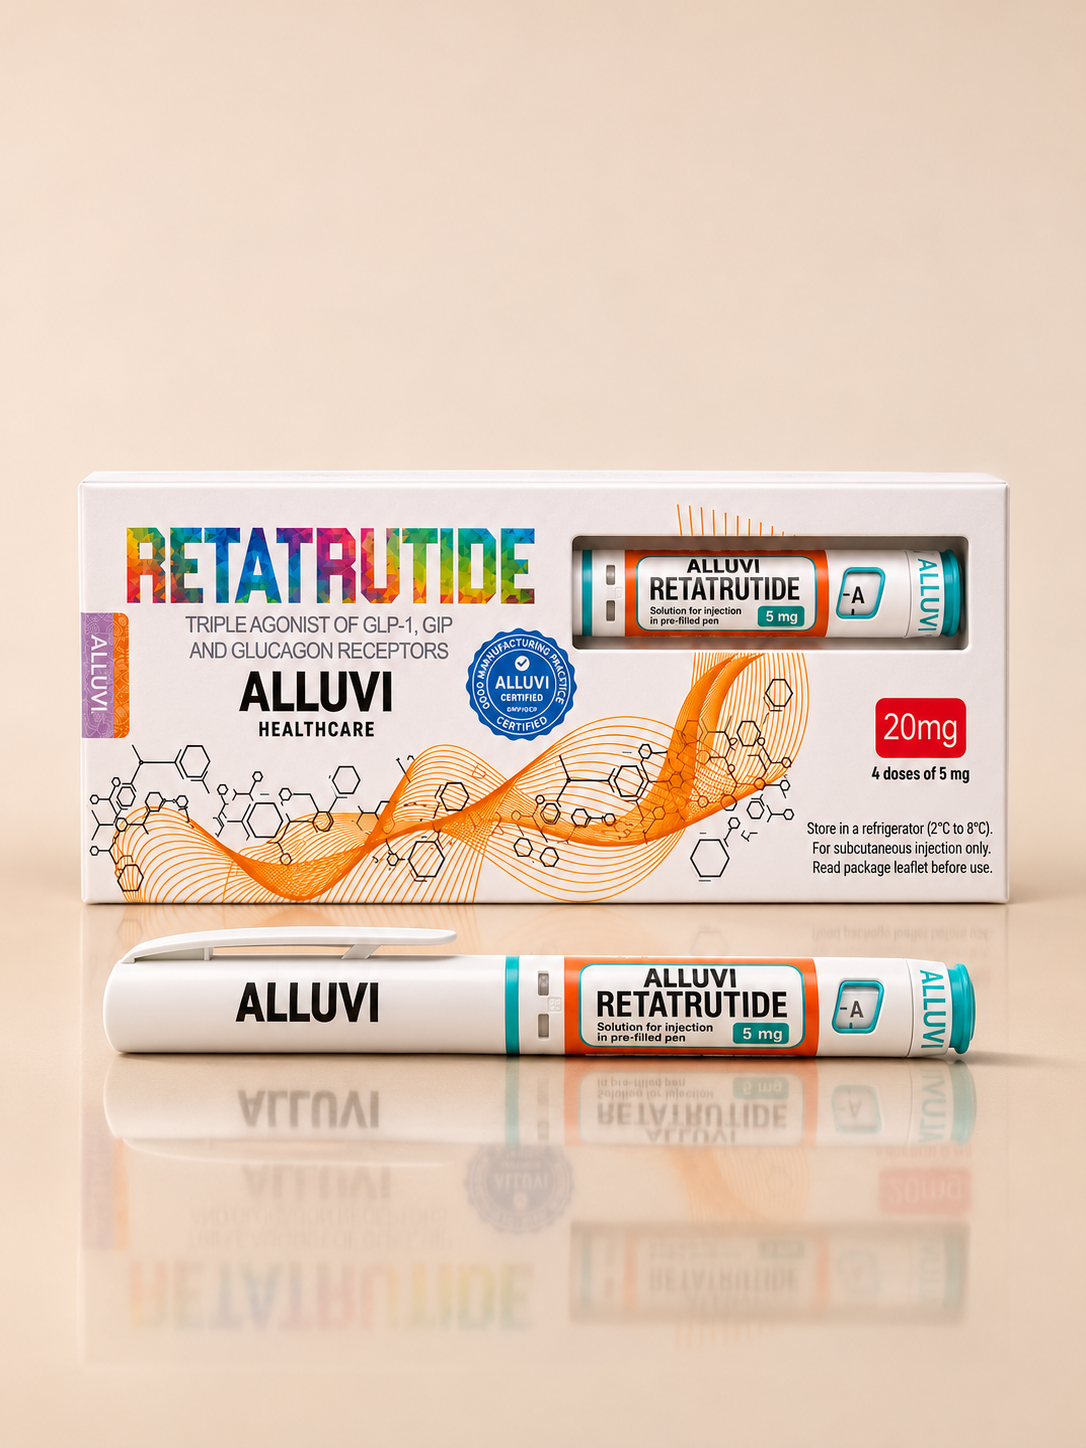 RETATRUTIDE
TRIPLE AGONIST OF GLP-1, GIP
AND GLUCAGON RECEPTORS
ALLUVI
HEALTHCARE
ALLUVI
GOOD MANUFACTURING PRACTICE
ALLUVI
CERTIFIED
CERTIFIED
ALLUVI
RETATRUTIDE
Solution for injection
in pre-filled pen
5 mg
-A
ALLUVI
20mg
4 doses of 5 mg
Store in a refrigerator (2°C to 8°C).
For subcutaneous injection only.
Read package leaflet before use.
ALLUVI
ALLUVI
RETATRUTIDE
Solution for injection
in pre-filled pen
5 mg
-A
ALLUVI